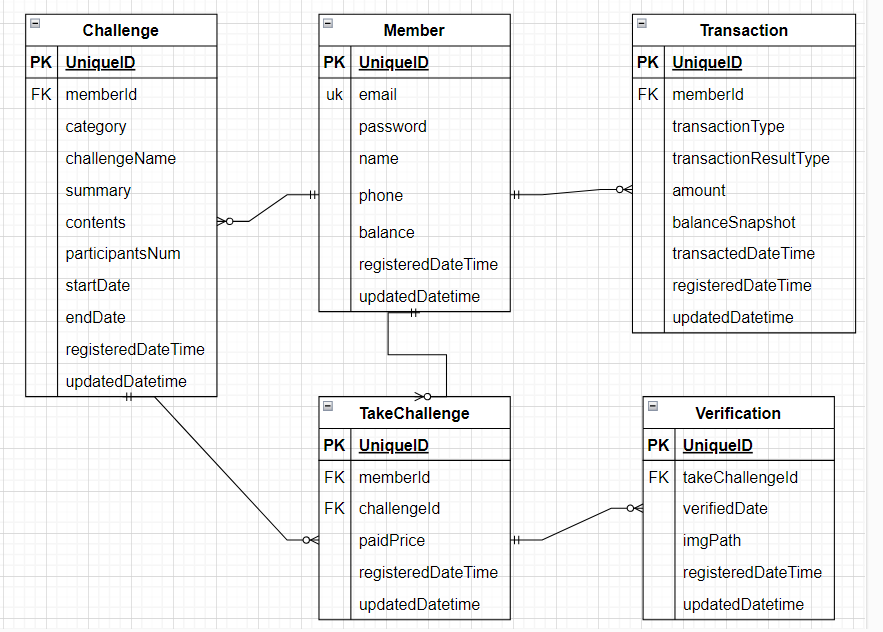 Challenge
PK UniqueID
FK memberId
category
challengeName
summary
contents
participantsNum
startDate
endDate
registeredDateTime
updatedDatetime
Member
PK UniqueID
uk email
password
name
phone
balance
registeredDateTime
updatedDatetime
Transaction
PK UniqueID
FK memberId
transactionType
transactionResultType
amount
balanceSnapshot
transactedDateTime
registeredDateTime
updatedDatetime
TakeChallenge
PK UniqueID
FK memberId
FK challengeId
paidPrice
registeredDateTime
updatedDatetime
Verification
PK UniqueID
FK takeChallengeId
verifiedDate
imgPath
registeredDateTime
updatedDatetime